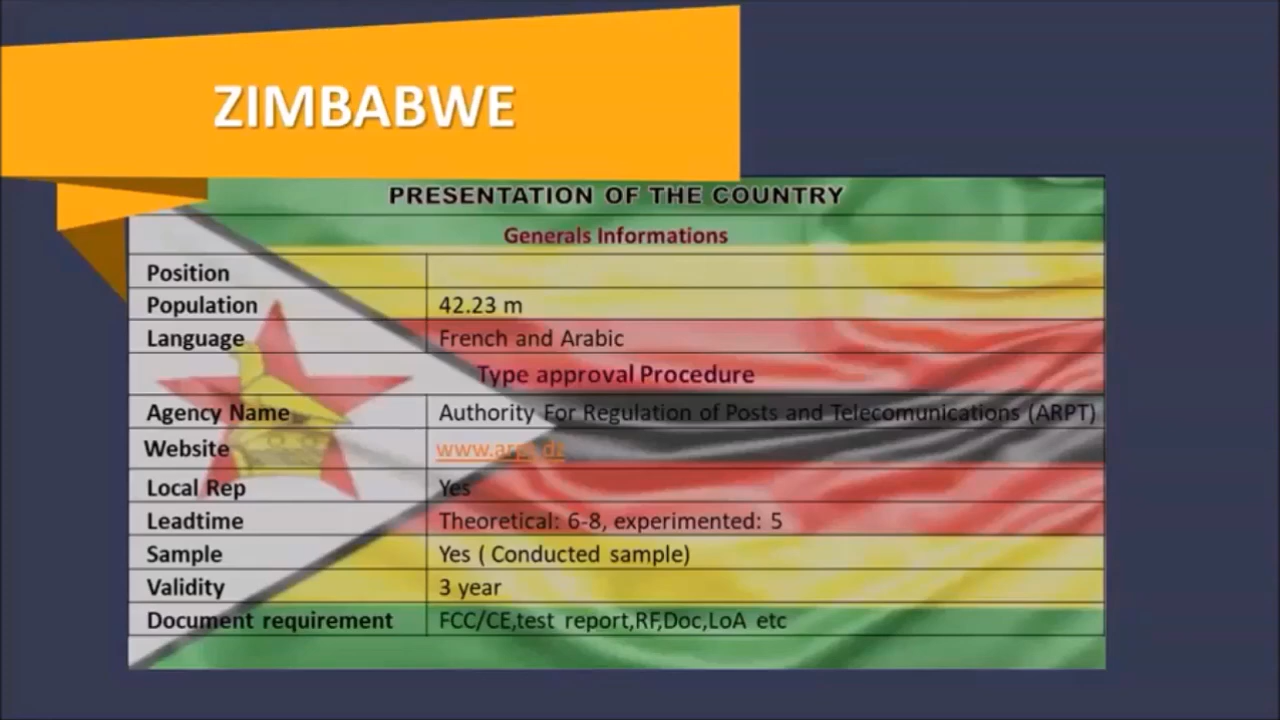 ZIMBABWE
PRESENTATION OF THE COUNTRY
Generals Informations
Position
Population 42.23 m
Language French and Arabic
Type approval Procedure
Agency Name Authority For Regulation of Posts and Telecomunications (ARPT)
Website
Local Rep Yes
Leadtime Theoretical: 6-8, experimented: 5
Sample Yes ( Conducted sample)
Validity 3 year
Document requirement FCC/CE,test report,RF,Doc,LoA etc